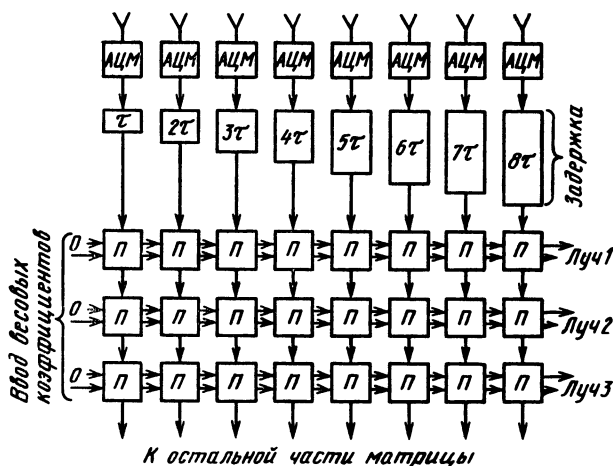 АЦМ АЦМ АЦМ АЦМ АЦМ АЦМ АЦМ АЦМ
τ 2τ 3τ 4τ 5τ 6τ 7τ 8τ
Задержка
Ввод весовых
коэффициентов
0 П П П П П П П П Луч1
0 П П П П П П П П Луч2
0 П П П П П П П П Луч3
К остальной части матрицы